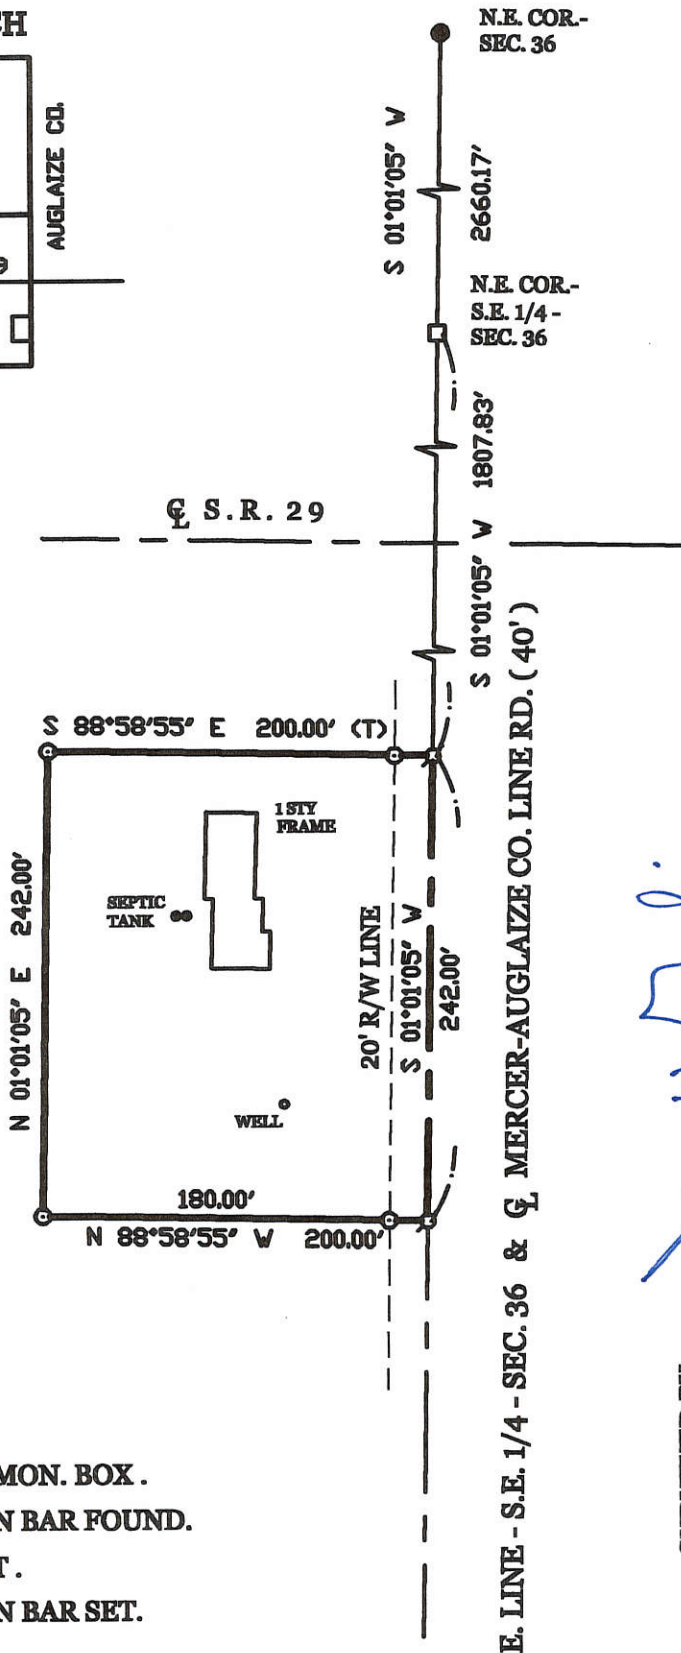 N.E. COR.-
SEC. 36
AUGLAIZE CO.
S 01°01'05" W
2660.17'
N.E. COR.-
S.E. 1/4 -
SEC. 36
S 01°01'05" W 1807.83'
℄ S.R. 29
S 88°58'55" E 200.00' (T)
1 STY
FRAME
SEPTIC
TANK
N 01°01'05" E 242.00'
20' R/W LINE
S 01°01'05" W
242.00'
WELL
180.00'
N 88°58'55" W 200.00'
E. LINE - S.E. 1/4 - SEC. 36 & ℄ MERCER-AUGLAIZE CO. LINE RD. ( 40' )
MON. BOX .
BAR FOUND.
BAR SET.